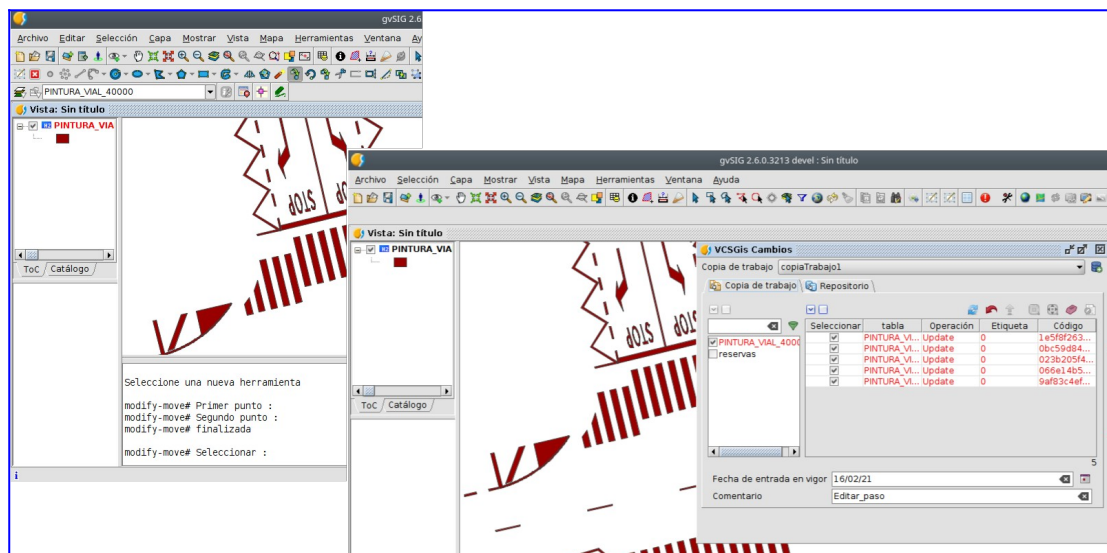 gvSIG 2.6
Archivo Editar Selección Capa Mostrar Vista Mapa Herramientas Ventana Ay
PINTURA_VIAL_40000
Vista: Sin título
PINTURA_VIA
STOP
ToC Catálogo
Seleccione una nueva herramienta
modify-move# Primer punto :
modify-move# Segundo punto :
modify-move# finalizada
modify-move# Seleccionar :
gvSIG 2.6.0.3213 devel : Sin título
Archivo Selección Capa Mostrar Vista Mapa Herramientas Ventana Ayuda
Vista: Sin título
PINTURA_VIA
STOP
STOP
ToC Catálogo
VCSGis Cambios
Copia de trabajo copiaTrabajo1
Copia de trabajo Repositorio
Seleccionar tabla Operación Etiqueta Código
PINTURA_VIAL_4000
reservas
PINTURA_VI... Update 0 1e5f8f263...
PINTURA_VI... Update 0 0bc59d84...
PINTURA_VI... Update 0 023b205f4...
PINTURA_VI... Update 0 066e14b5...
PINTURA_VI... Update 0 9af83c4ef...
5
Fecha de entrada en vigor 16/02/21
Comentario Editar_paso